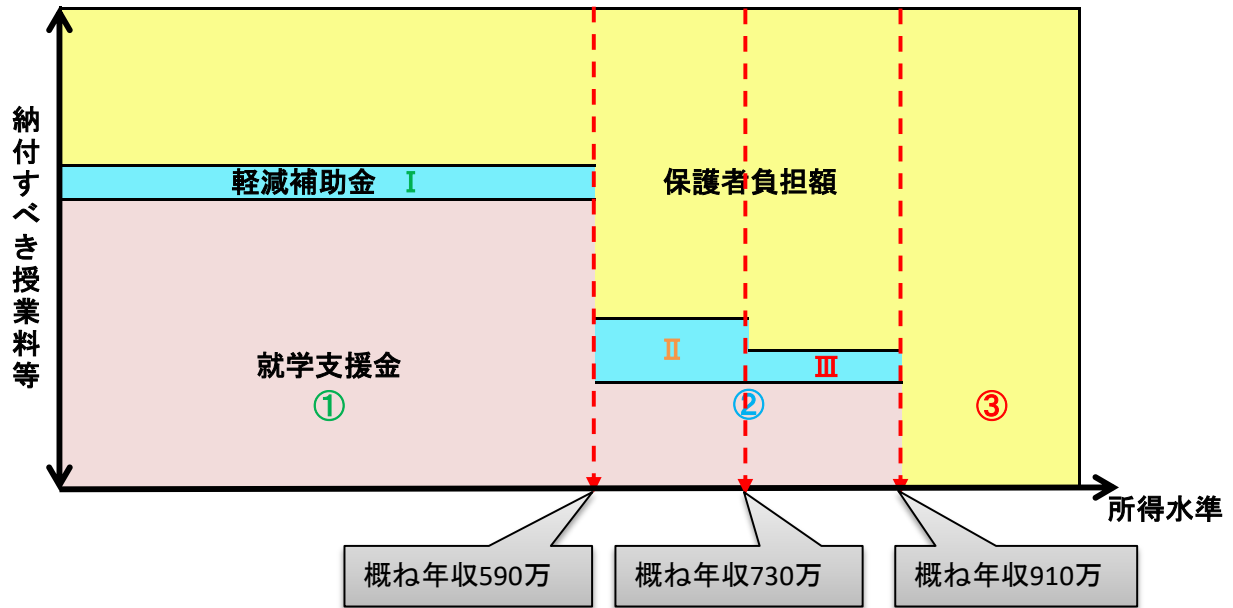 納付すべき授業料等
軽減補助金 Ⅰ
保護者負担額
Ⅱ
Ⅲ
就学支援金
①
②
③
所得水準
概ね年収590万
概ね年収730万
概ね年収910万